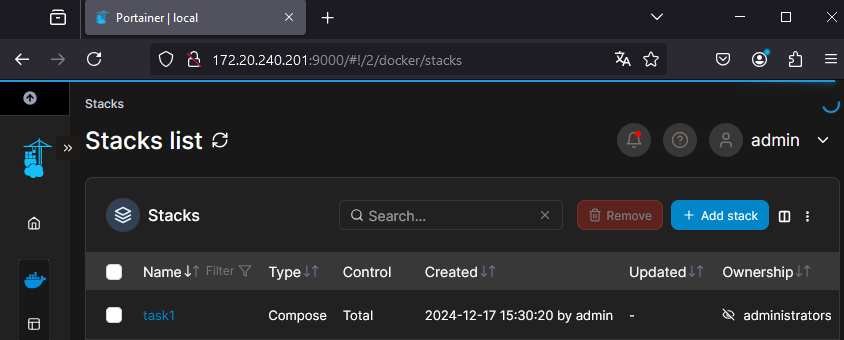 Portainer | local
172.20.240.201:9000/#!/2/docker/stacks
Stacks
Stacks list
admin
Stacks
Search...
Remove
+ Add stack
Name Filter Type Control Created Updated Ownership
task1 Compose Total 2024-12-17 15:30:20 by admin - administrators